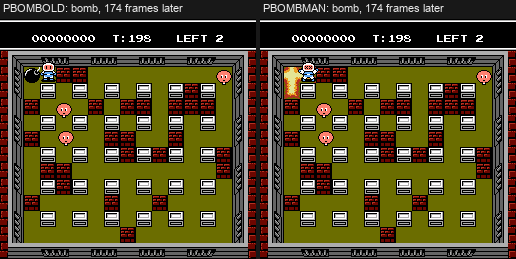 PBOMBOLD: bomb, 174 frames later
PBOMBMAN: bomb, 174 frames later
00000000 T:198 LEFT 2
00000000 T:198 LEFT 2